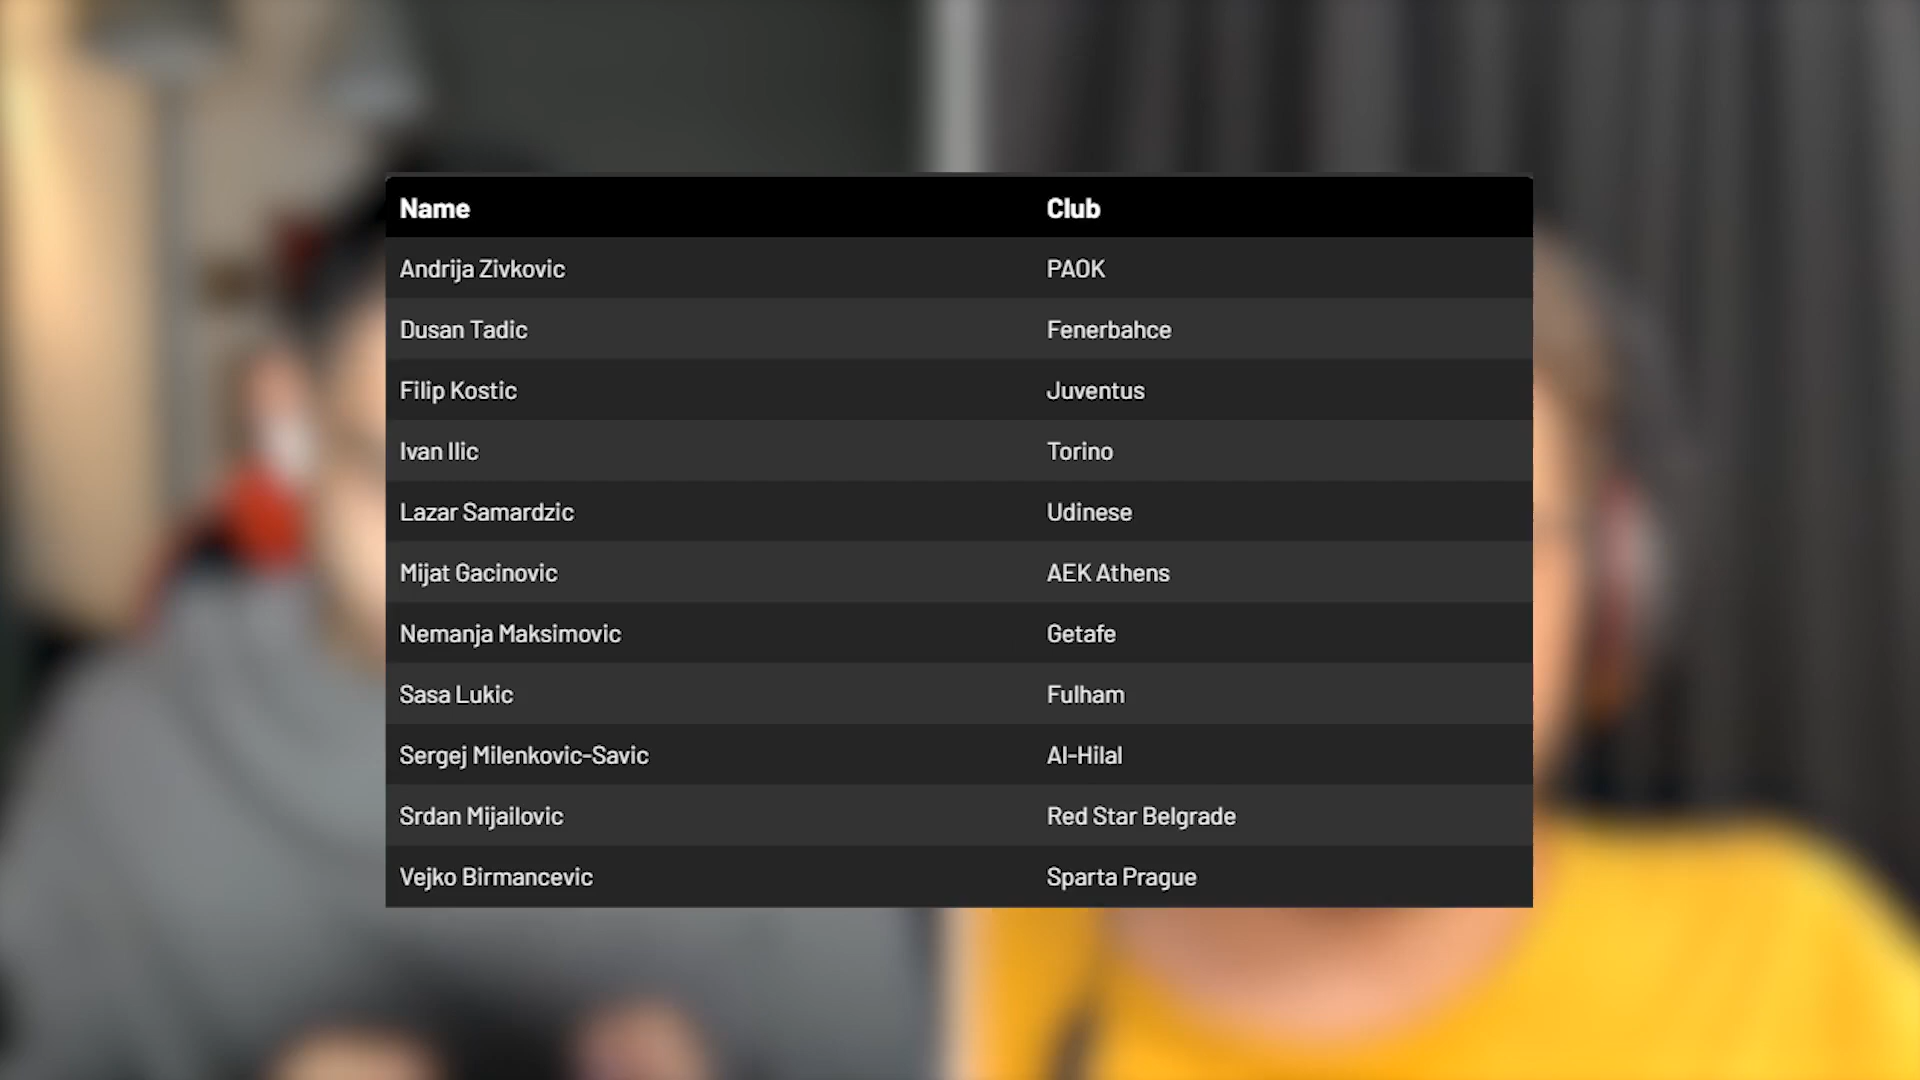 Name Club
Andrija Zivkovic PAOK
Dusan Tadic Fenerbahce
Filip Kostic Juventus
Ivan Ilic Torino
Lazar Samardzic Udinese
Mijat Gacinovic AEK Athens
Nemanja Maksimovic Getafe
Sasa Lukic Fulham
Sergej Milenkovic-Savic Al-Hilal
Srdan Mijailovic Red Star Belgrade
Vejko Birmancevic Sparta Prague